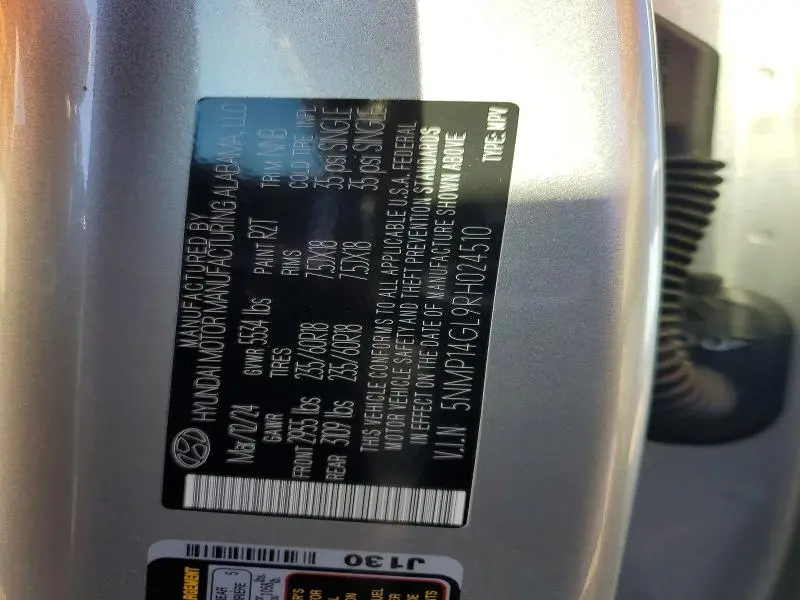 MANUFACTURED BY
HYUNDAI MOTOR MANUFACTURING ALABAMA, LLC
Mar/12/24 GVWR 5534 lbs PAINT R2T TRIM NNB
GAWR TIRES RIMS COLD TIRE INFL
FRONT 2955 lbs 235/60R18 7.5JX18 35 psi SINGLE
REAR 3109 lbs 235/60R18 7.5JX18 35 psi SINGLE
THIS VEHICLE CONFORMS TO ALL APPLICABLE U.S.A. FEDERAL
MOTOR VEHICLE SAFETY AND THEFT PREVENTION STANDARDS
IN EFFECT ON THE DATE OF MANUFACTURE SHOWN ABOVE
V.I.N 5NMP14GL9RH024510 TYPE: MPV
J130